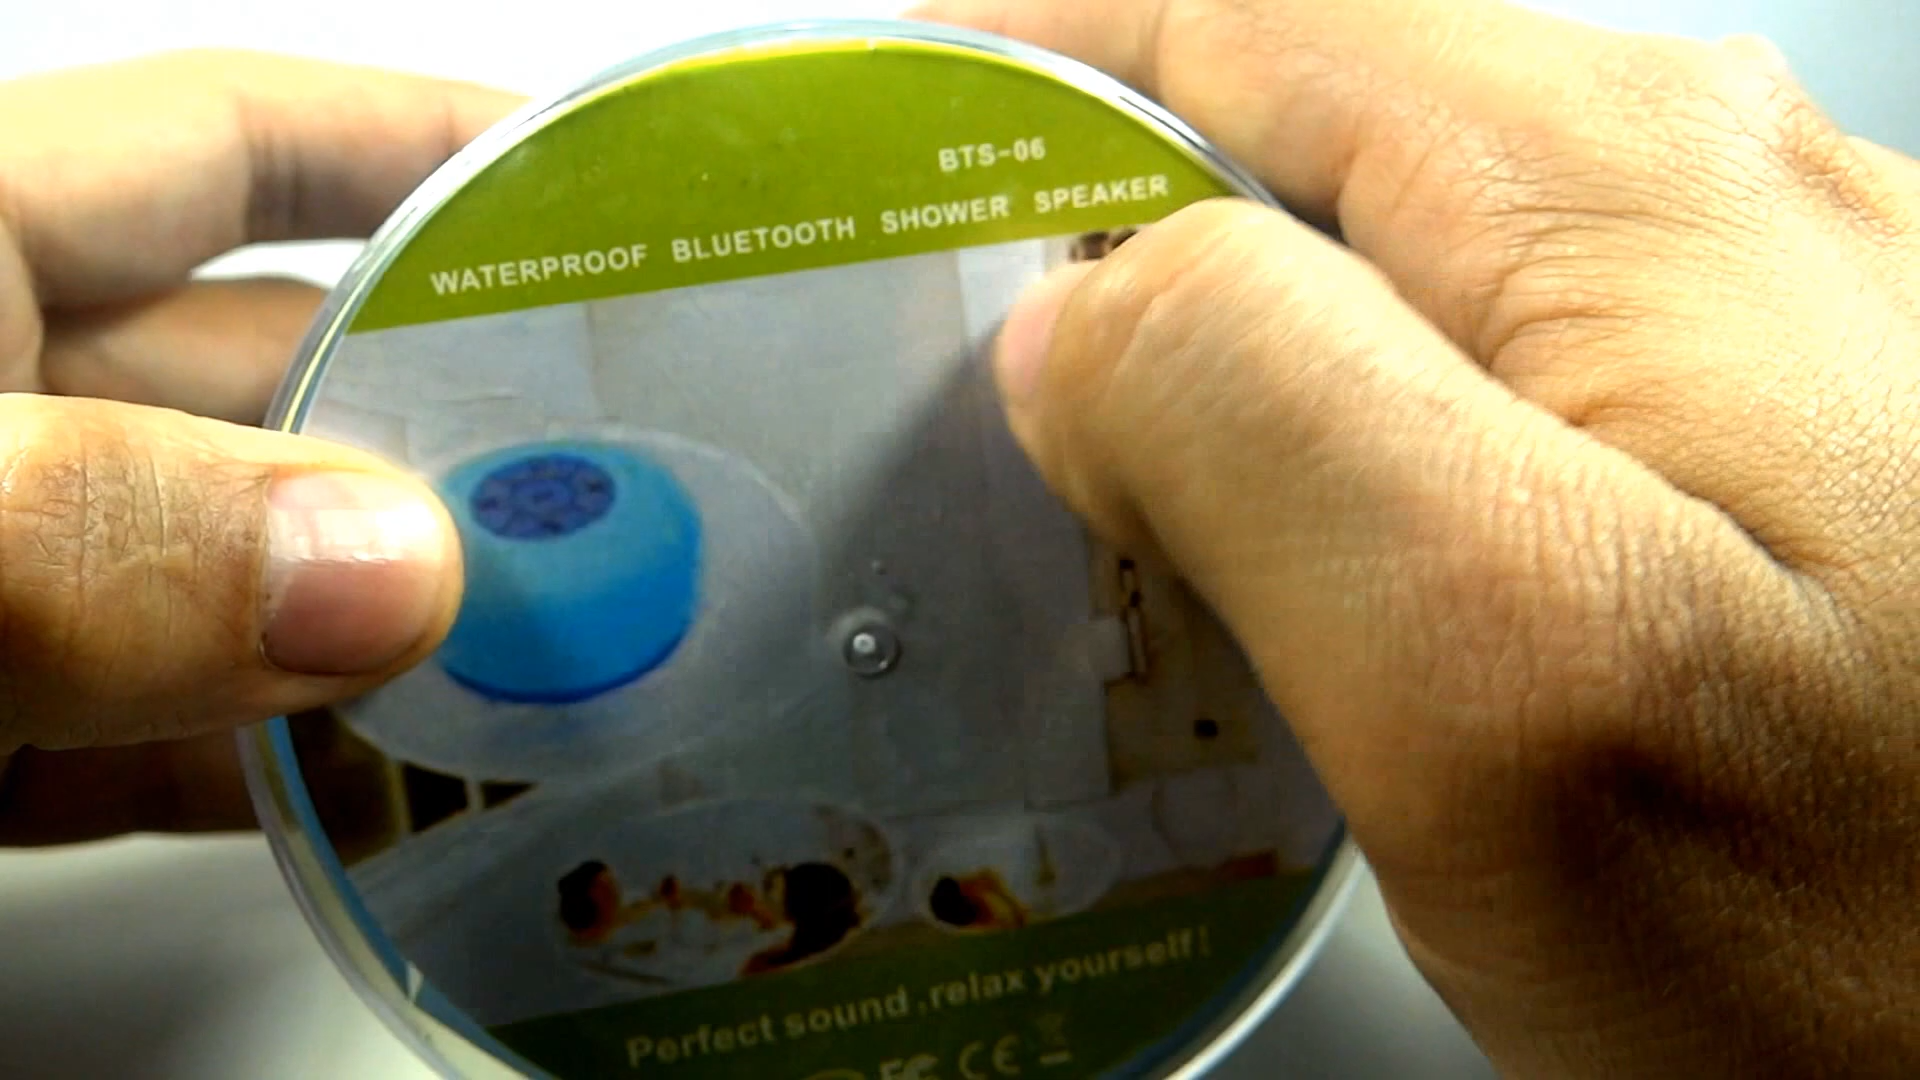 BTS-06
WATERPROOF BLUETOOTH SHOWER SPEAKER
Perfect sound ,relax yourself!
FC CE